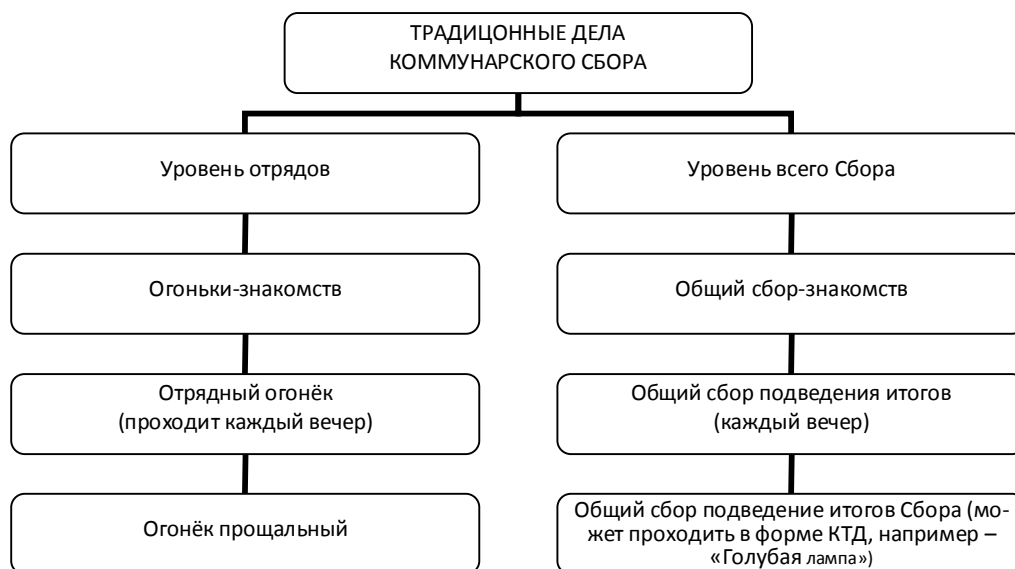 ТРАДИЦОННЫЕ ДЕЛА
КОММУНАРСКОГО СБОРА
Уровень отрядов
Уровень всего Сбора
Огоньки-знакомств
Общий сбор-знакомств
Отрядный огонёк
(проходит каждый вечер)
Общий сбор подведения итогов
(каждый вечер)
Огонёк прощальный
Общий сбор подведение итогов Сбора (мо-
жет проходить в форме КТД, например –
«Голубая лампа»)